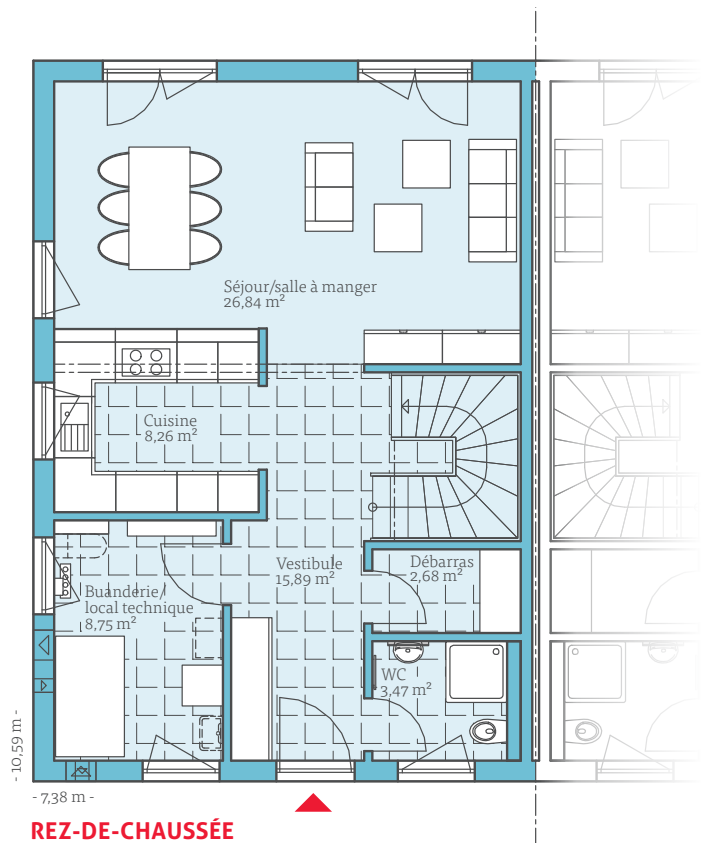 Séjour/salle à manger
26,84 m²
Cuisine
8,26 m²
Vestibule
15,89 m²
Débarras
2,68 m²
Buanderie/
local technique
8,75 m²
WC
3,47 m²
- 10,59 m -
- 7,38 m -
REZ-DE-CHAUSSÉE